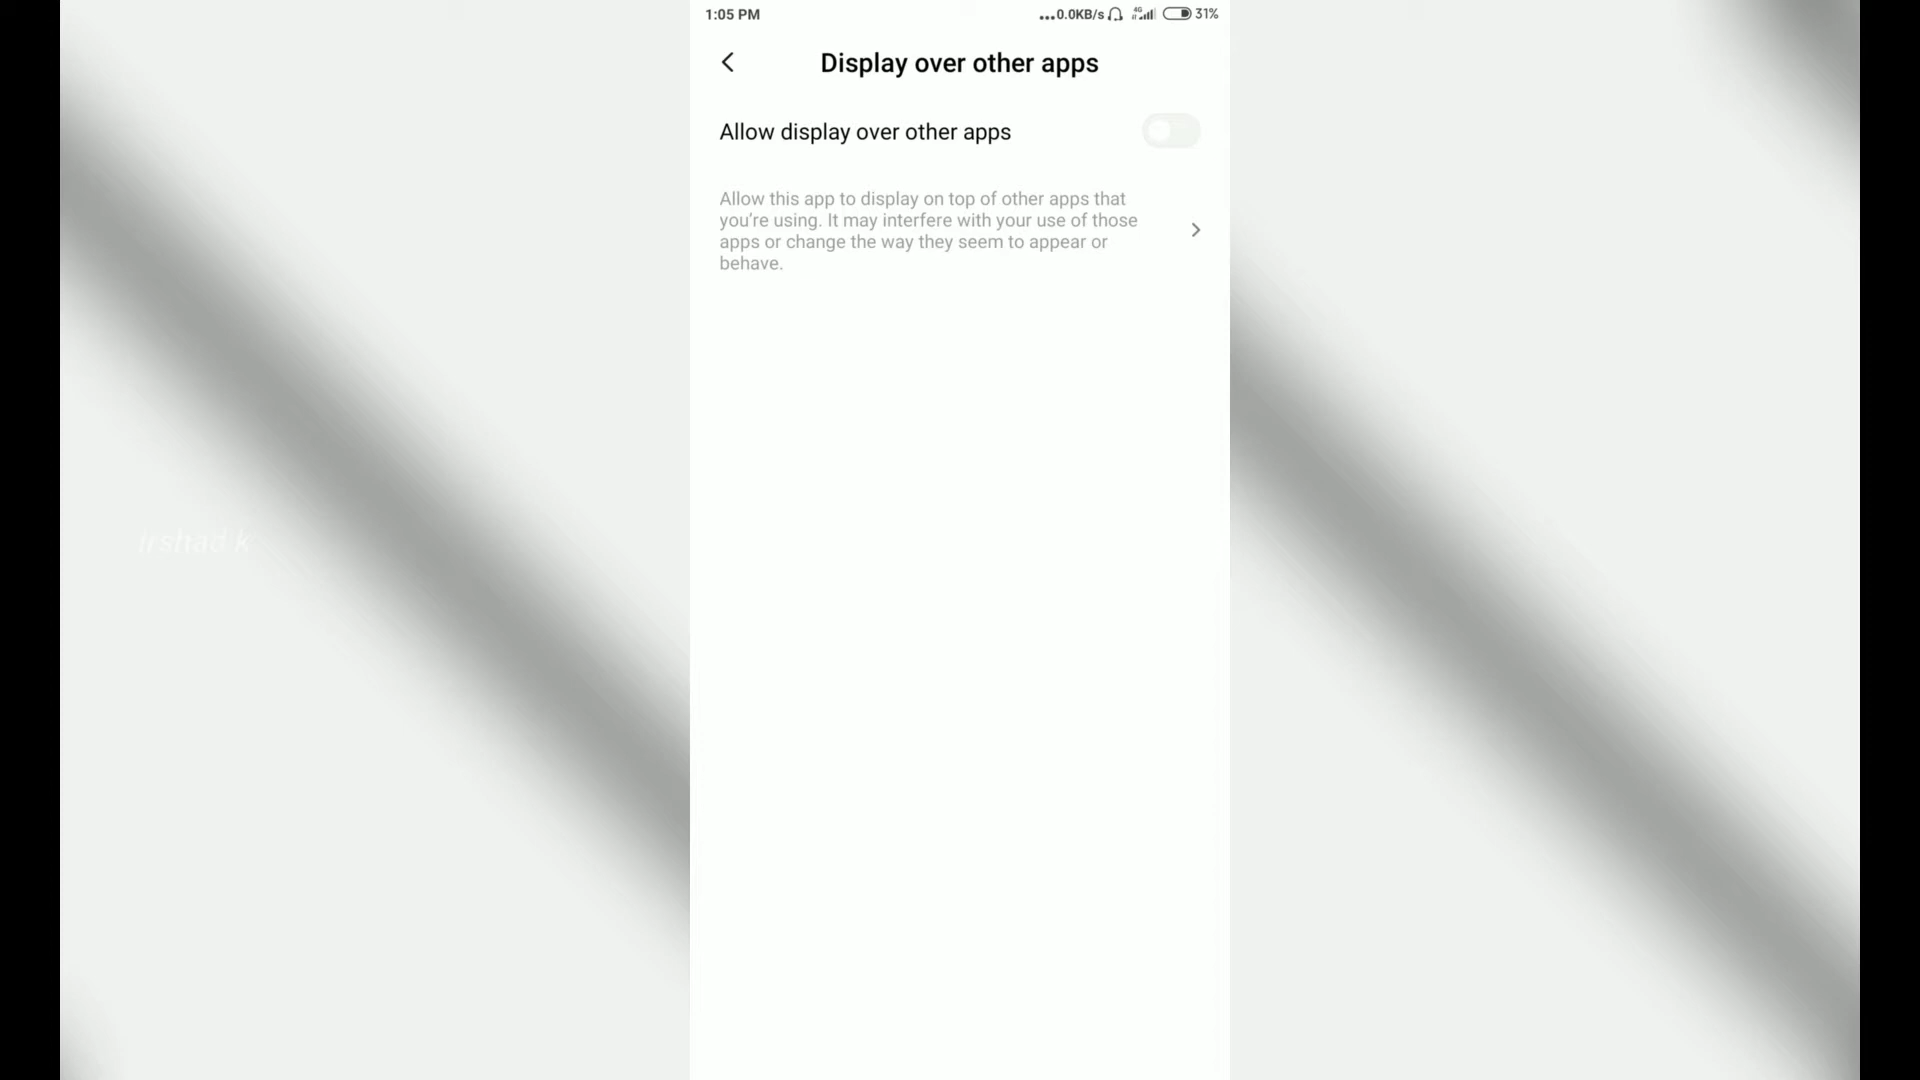 1:05 PM
...0.0KB/s 4G 31%
Display over other apps
Allow display over other apps
Allow this app to display on top of other apps that
you’re using. It may interfere with your use of those
apps or change the way they seem to appear or
behave.
irshad k